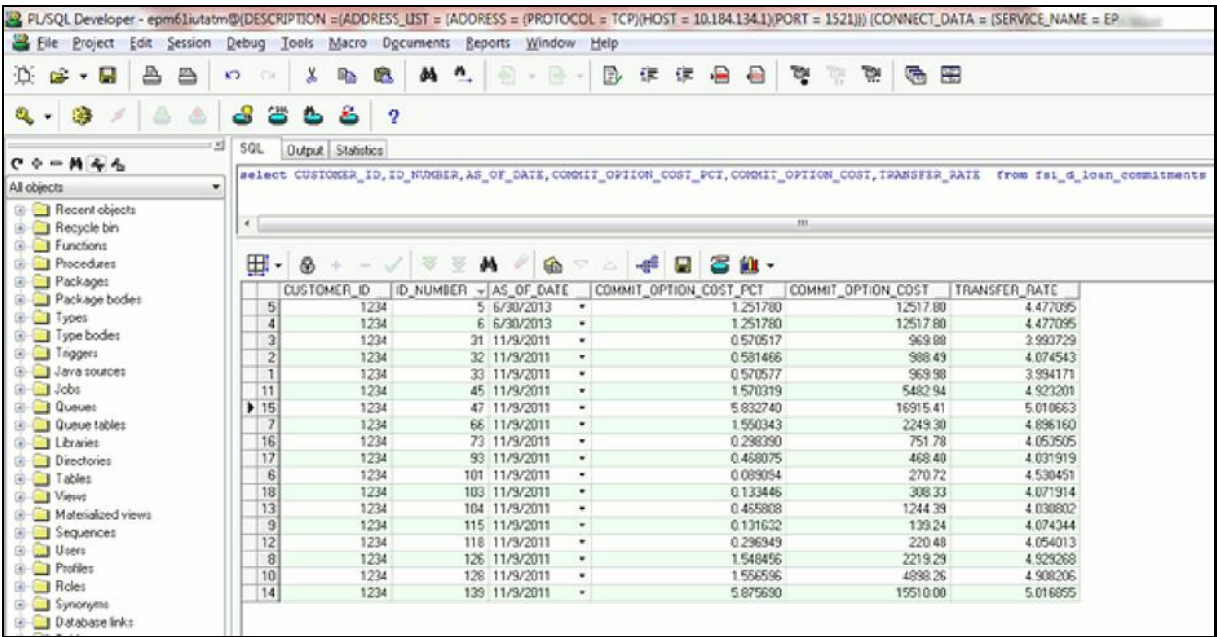 PL/SQL Developer - epm61iutatm@(DESCRIPTION =(ADDRESS_LIST = (ADDRESS = (PROTOCOL = TCP)(HOST = 10.184.134.1)(PORT = 1521))) (CONNECT_DATA = (SERVICE_NAME = EP
File Project Edit Session Debug Tools Macro Documents Reports Window Help
SQL Output Statistics
select CUSTOMER_ID,ID_NUMBER,AS_OF_DATE,COMMIT_OPTION_COST_PCT,COMMIT_OPTION_COST,TRANSFER_RATE from fsi_d_loan_commitments
All objects
Recent objects
Recycle bin
Functions
Procedures
Packages
Package bodies
Types
Type bodies
Triggers
Java sources
Jobs
Queues
Queue tables
Libraries
Directories
Tables
Views
Materialized views
Sequences
Users
Profiles
Roles
Synonyms
Database links
CUSTOMER_ID ID_NUMBER AS_OF_DATE COMMIT_OPTION_COST_PCT COMMIT_OPTION_COST TRANSFER_RATE
5 1234 5 6/30/2013 1.251780 12517.80 4.477095
4 1234 6 6/30/2013 1.251780 12517.80 4.477095
3 1234 31 11/9/2011 0.570517 969.88 3.993729
2 1234 32 11/9/2011 0.581466 988.49 4.074543
1 1234 33 11/9/2011 0.570577 969.98 3.994171
11 1234 45 11/9/2011 1.570319 5482.94 4.923201
15 1234 47 11/9/2011 5.832740 16915.41 5.010663
7 1234 66 11/9/2011 1.550343 2249.30 4.896160
16 1234 73 11/9/2011 0.298390 751.78 4.053505
17 1234 93 11/9/2011 0.468075 468.40 4.031919
6 1234 101 11/9/2011 0.089094 270.72 4.530451
18 1234 103 11/9/2011 0.133446 308.33 4.071914
13 1234 104 11/9/2011 0.465808 1244.39 4.030802
9 1234 115 11/9/2011 0.131632 139.24 4.074344
12 1234 118 11/9/2011 0.296949 220.48 4.054013
8 1234 126 11/9/2011 1.548456 2219.29 4.929268
10 1234 128 11/9/2011 1.556596 4898.26 4.908206
14 1234 139 11/9/2011 5.875630 15510.00 5.016855